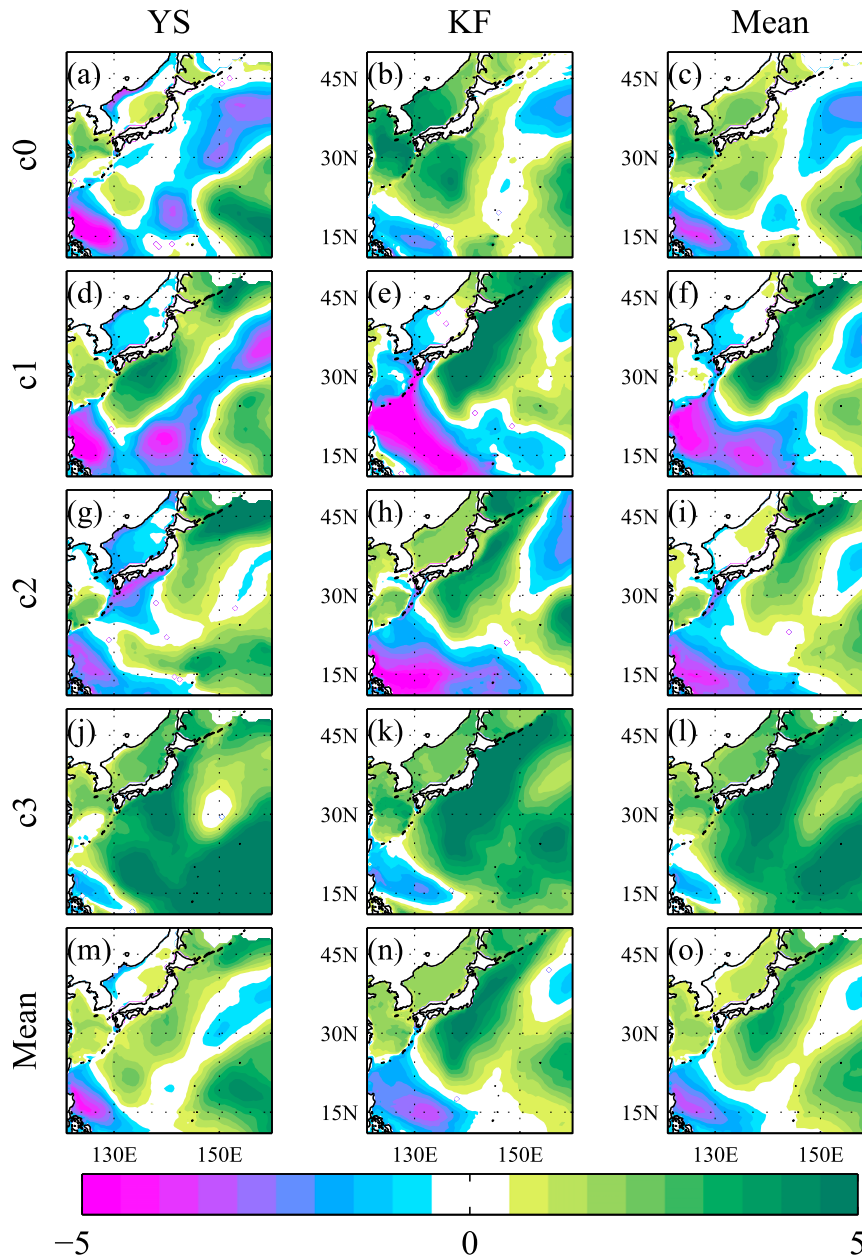 YS KF Mean
(a) 45N (b) 45N (c)
c0 30N 30N
15N 15N
(d) 45N (e) 45N (f)
c1 30N 30N
15N 15N
(g) 45N (h) 45N (i)
c2 30N 30N
15N 15N
(j) 45N (k) 45N (l)
c3 30N 30N
15N 15N
(m) 45N (n) 45N (o)
Mean 30N 30N
15N 15N
130E 150E 130E 150E 130E 150E
−5 0 5